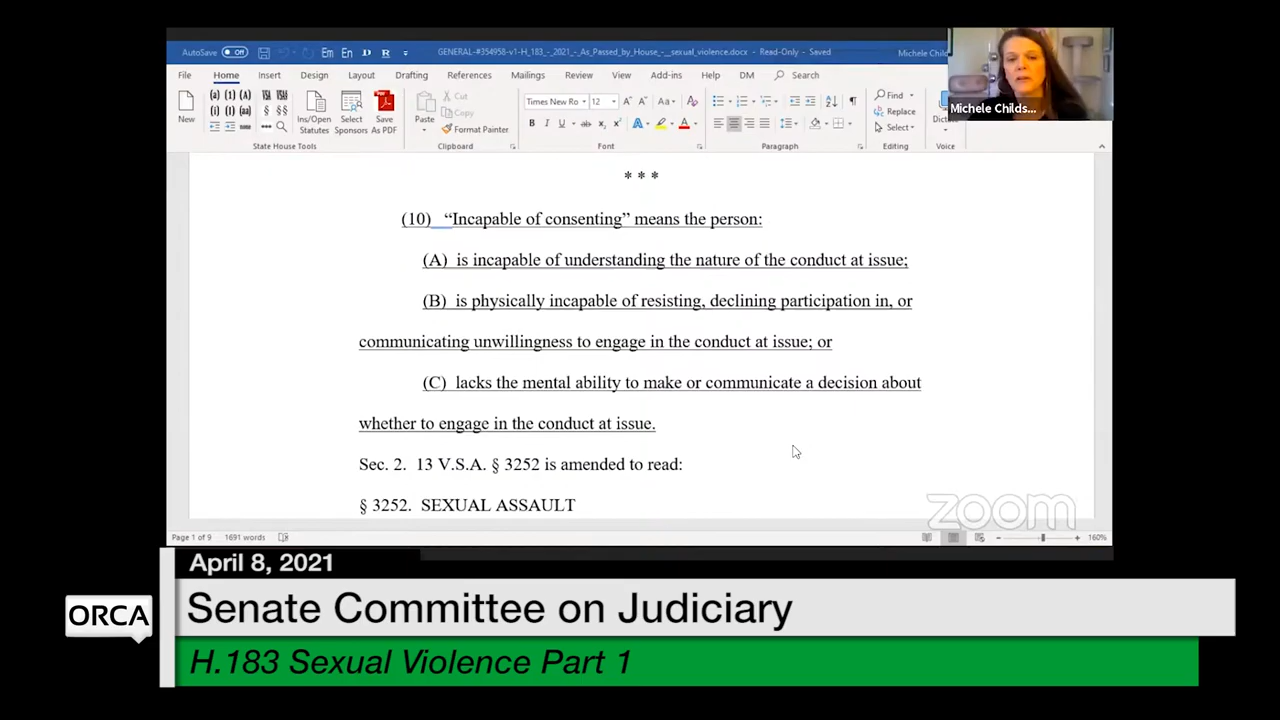 AutoSave Off
GENERAL-#354958-v1-H_183_-_2021_-_As_Passed_by_House_-__sexual_violence.docx - Read-Only - Saved
Michele Child
File Home Insert Design Layout Drafting References Mailings Review View Add-ins Help DM Search
New
Ins/Open Statutes
Select Sponsors
Save As PDF
State House Tools
Paste
Cut
Copy
Format Painter
Clipboard
Times New Ro 12
Font
Paragraph
Find
Replace
Select
Editing
Voice
Michele Childs...
* * *
(10) “Incapable of consenting” means the person:
(A) is incapable of understanding the nature of the conduct at issue;
(B) is physically incapable of resisting, declining participation in, or
communicating unwillingness to engage in the conduct at issue; or
(C) lacks the mental ability to make or communicate a decision about
whether to engage in the conduct at issue.
Sec. 2. 13 V.S.A. § 3252 is amended to read:
§ 3252. SEXUAL ASSAULT
zoom
Page 1 of 9 1691 words
160%
April 8, 2021
ORCA
Senate Committee on Judiciary
H.183 Sexual Violence Part 1